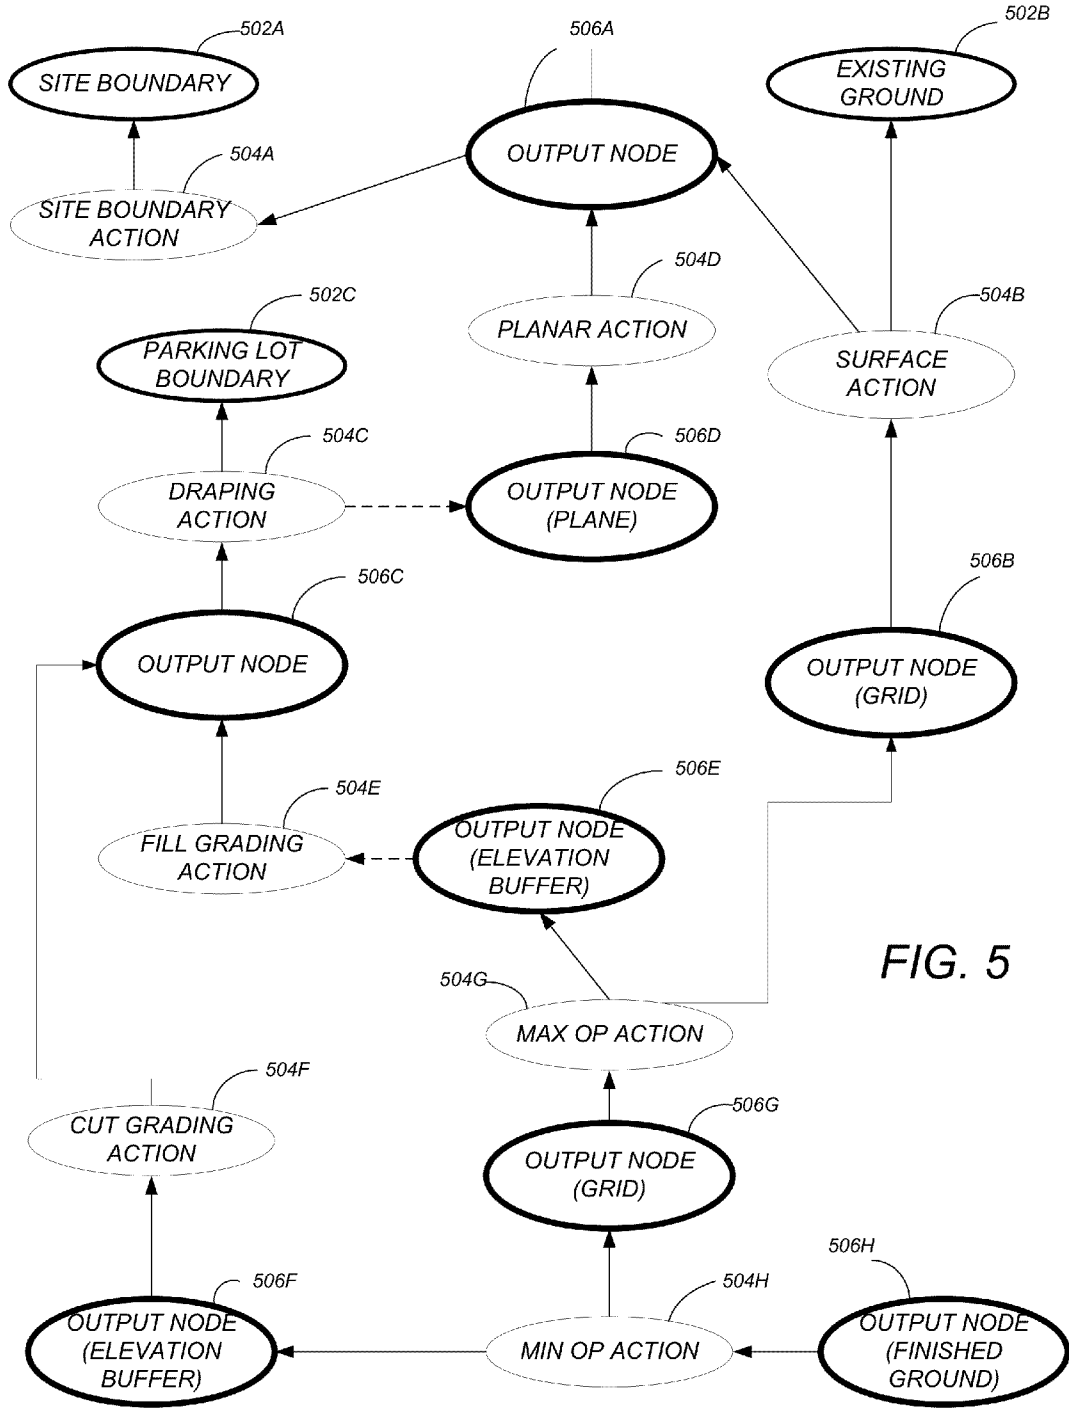 502A
506A
502B
SITE BOUNDARY
EXISTING
GROUND
OUTPUT NODE
504A
SITE BOUNDARY
ACTION
504D
502C
504B
PLANAR ACTION
PARKING LOT
BOUNDARY
SURFACE
ACTION
504C
506D
DRAPING
ACTION
OUTPUT NODE
(PLANE)
506C
506B
OUTPUT NODE
OUTPUT NODE
(GRID)
506E
504E
OUTPUT NODE
(ELEVATION
BUFFER)
FILL GRADING
ACTION
FIG. 5
504G
MAX OP ACTION
504F
506G
CUT GRADING
ACTION
OUTPUT NODE
(GRID)
506H
506F
504H
OUTPUT NODE
(ELEVATION
BUFFER)
MIN OP ACTION
OUTPUT NODE
(FINISHED
GROUND)